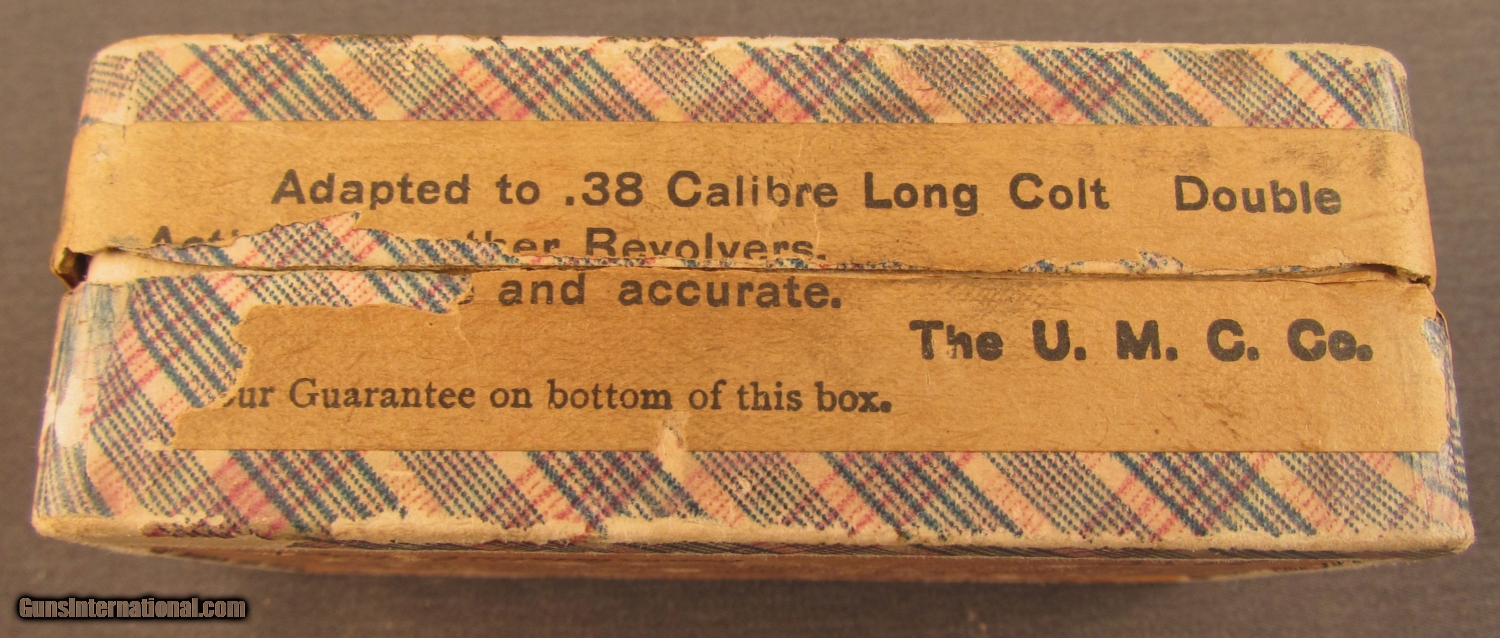 Adapted to .38 Calibre Long Colt Double
Revolvers.
and accurate.
The U. M. C. Co.
Guarantee on bottom of this box.
GunsInternational.com